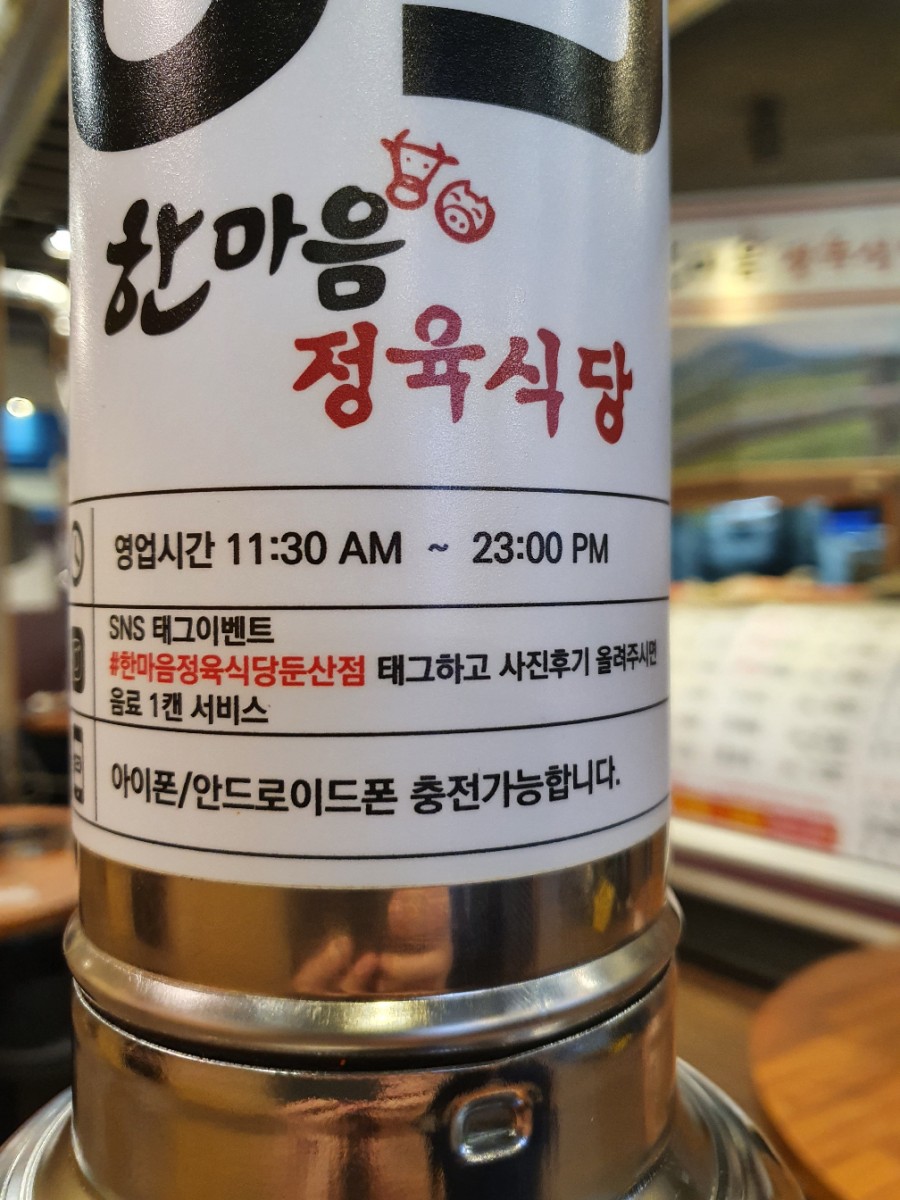 한마음
정육식당
영업시간 11:30 AM ~ 23:00 PM
SNS 태그이벤트
#한마음정육식당둔산점 태그하고 사진후기 올려주시면
음료 1캔 서비스
아이폰/안드로이드폰 충전가능합니다.